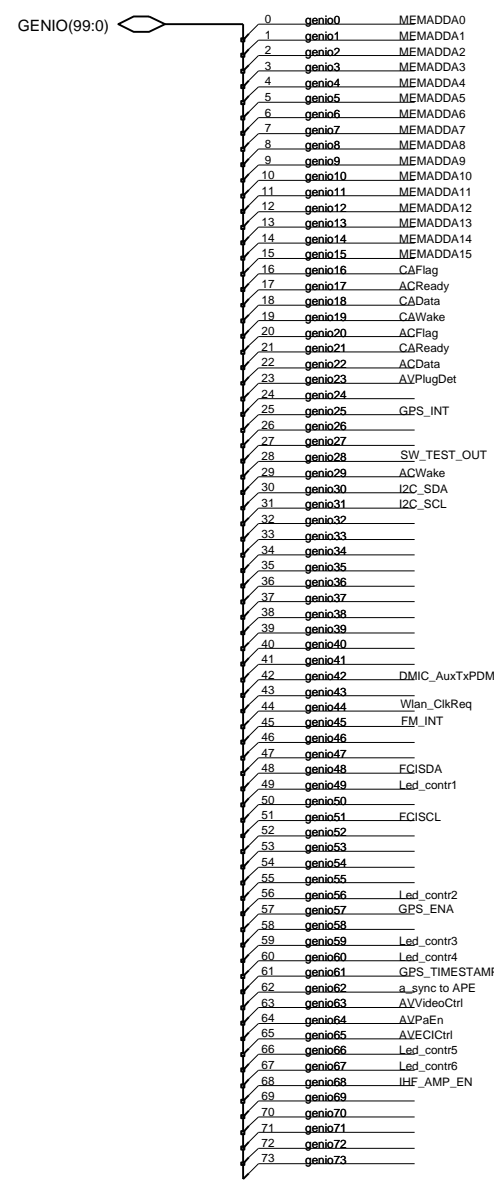 GENIO(99:0)
0 genio0 MEMADDA0
1 genio1 MEMADDA1
2 genio2 MEMADDA2
3 genio3 MEMADDA3
4 genio4 MEMADDA4
5 genio5 MEMADDA5
6 genio6 MEMADDA6
7 genio7 MEMADDA7
8 genio8 MEMADDA8
9 genio9 MEMADDA9
10 genio10 MEMADDA10
11 genio11 MEMADDA11
12 genio12 MEMADDA12
13 genio13 MEMADDA13
14 genio14 MEMADDA14
15 genio15 MEMADDA15
16 genio16 CAFlag
17 genio17 ACReady
18 genio18 CAData
19 genio19 CAWake
20 genio20 ACFlag
21 genio21 CAReady
22 genio22 ACData
23 genio23 AVPlugDet
24 genio24
25 genio25 GPS_INT
26 genio26
27 genio27
28 genio28 SW_TEST_OUT
29 genio29 ACWake
30 genio30 I2C_SDA
31 genio31 I2C_SCL
32 genio32
33 genio33
34 genio34
35 genio35
36 genio36
37 genio37
38 genio38
39 genio39
40 genio40
41 genio41
42 genio42 DMIC_AuxTxPDM
43 genio43
44 genio44 Wlan_ClkReq
45 genio45 FM_INT
46 genio46
47 genio47
48 genio48 FCISDA
49 genio49 Led_contr1
50 genio50
51 genio51 FCISCL
52 genio52
53 genio53
54 genio54
55 genio55
56 genio56 Led_contr2
57 genio57 GPS_ENA
58 genio58
59 genio59 Led_contr3
60 genio60 Led_contr4
61 genio61 GPS_TIMESTAMP
62 genio62 a_sync to APE
63 genio63 AVVideoCtrl
64 genio64 AVPaEn
65 genio65 AVECICtrl
66 genio66 Led_contr5
67 genio67 Led_contr6
68 genio68 IHF_AMP_EN
69 genio69
70 genio70
71 genio71
72 genio72
73 genio73